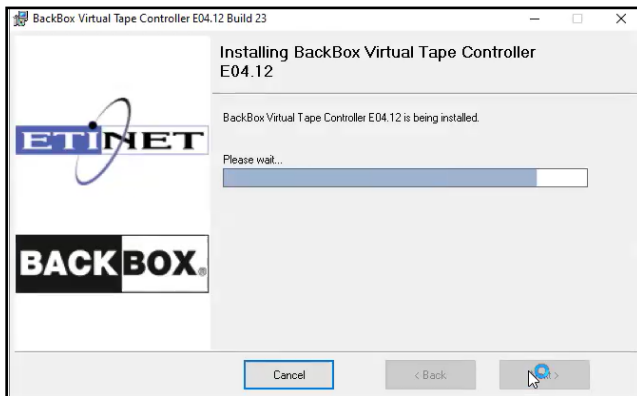 BackBox Virtual Tape Controller E04.12 Build 23
Installing BackBox Virtual Tape Controller
E04.12
ETINET
BackBox Virtual Tape Controller E04.12 is being installed.
Please wait...
BACKBOX®
Cancel
< Back